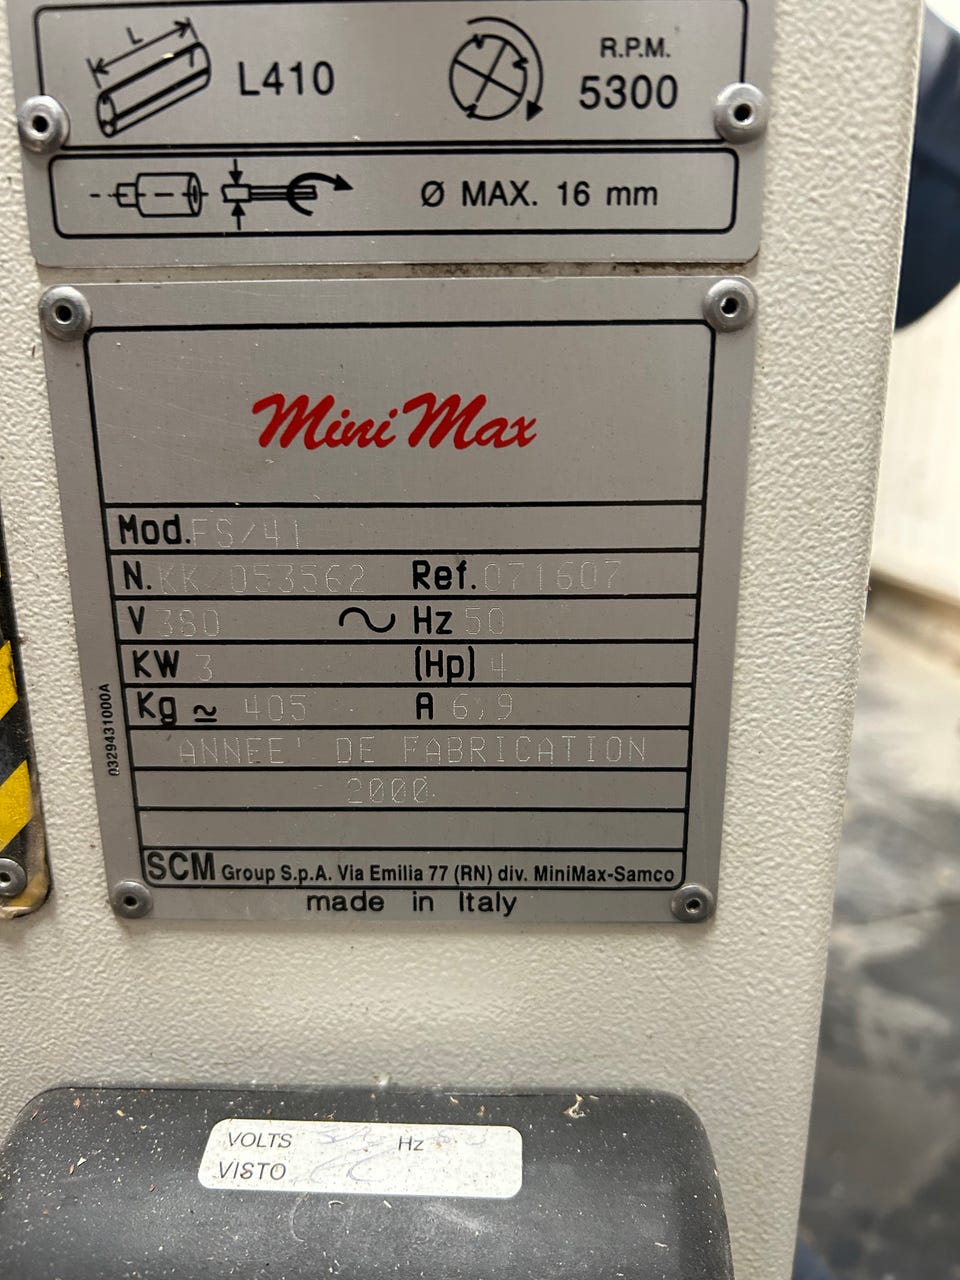 L
L410
R.P.M.
5300
Ø MAX. 16 mm
MiniMax
Mod. FS/41
N. KK/053562 Ref. 071607
V 380 ~ Hz 50
KW 3 (Hp) 4
Kg ≃ 405 A 6,9
ANNEE' DE FABRICATION
2000
SCM Group S.p.A. Via Emilia 77 (RN) div. MiniMax-Samco
made in Italy
0329431000A
VOLTS Hz
VISTO